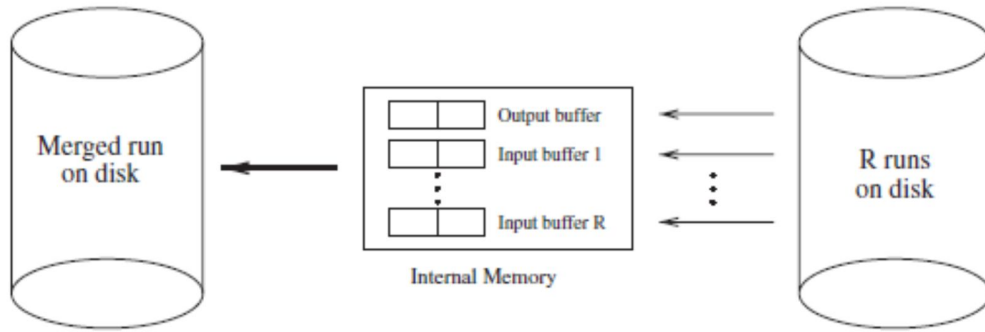 Merged run
on disk
Output buffer
Input buffer 1
Input buffer R
Internal Memory
R runs
on disk